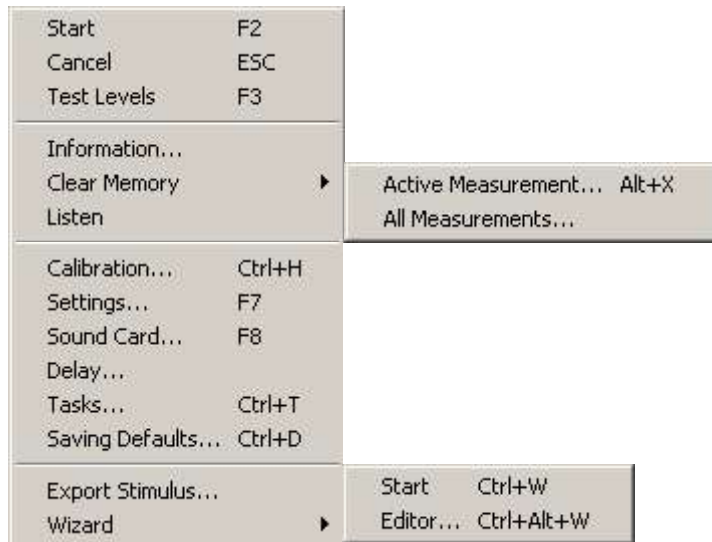 Start F2
Cancel ESC
Test Levels F3
Information...
Clear Memory
Active Measurement... Alt+X
Listen
All Measurements...
Calibration... Ctrl+H
Settings... F7
Sound Card... F8
Delay...
Tasks... Ctrl+T
Saving Defaults... Ctrl+D
Export Stimulus...
Start Ctrl+W
Wizard
Editor... Ctrl+Alt+W